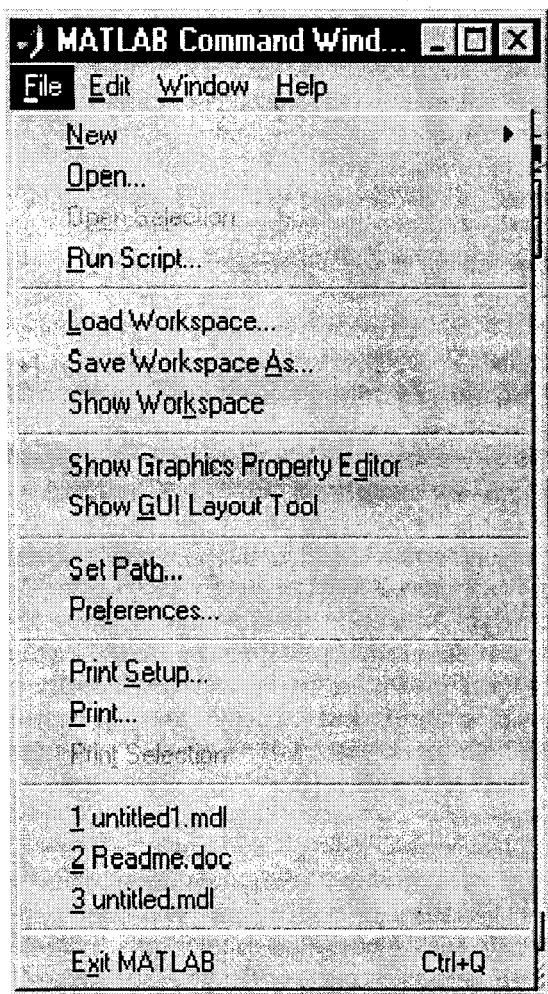 MATLAB Command Wind...
File Edit Window Help
New
Open...
Open Selection
Run Script...
Load Workspace...
Save Workspace As...
Show Workspace
Show Graphics Property Editor
Show GUI Layout Tool
Set Path...
Preferences...
Print Setup...
Print...
Print Selection
1 untitled1.mdl
2 Readme.doc
3 untitled.mdl
Exit MATLAB Ctrl+Q